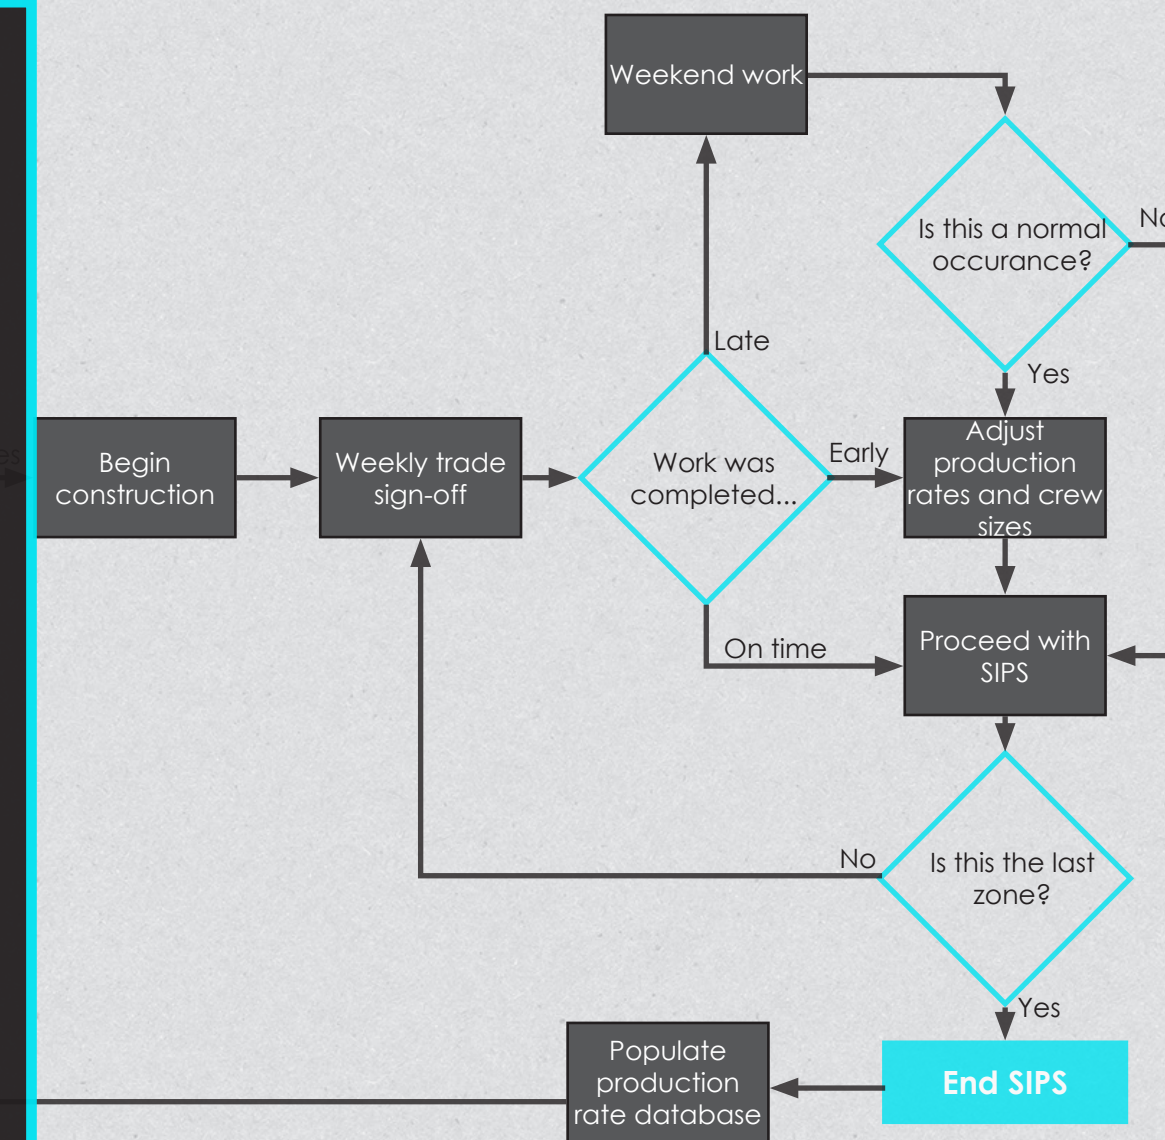 Weekend work
Is this a normal
occurance?
Late
Yes
Begin
construction
Weekly trade
sign-off
Work was
completed...
Early
Adjust
production
rates and crew
sizes
On time
Proceed with
SIPS
No
Is this the last
zone?
Yes
End SIPS
Populate
production
rate database